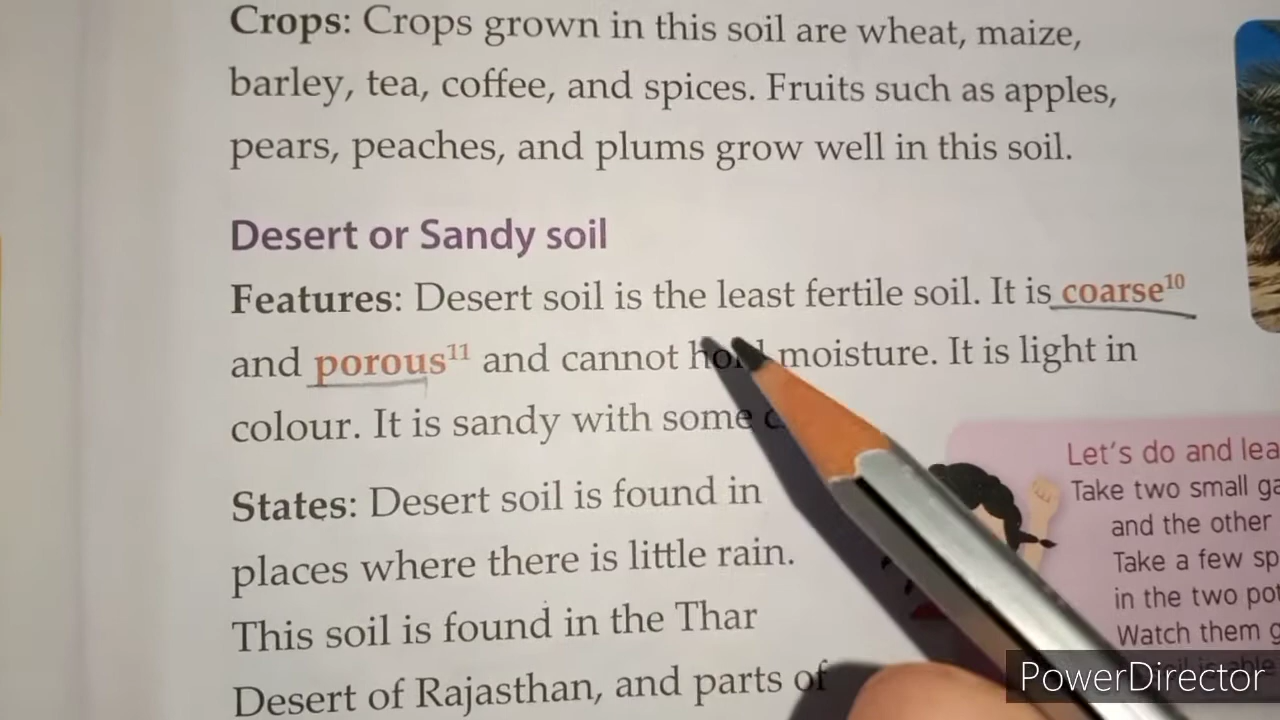 Crops: Crops grown in this soil are wheat, maize,
barley, tea, coffee, and spices. Fruits such as apples,
pears, peaches, and plums grow well in this soil.
Desert or Sandy soil
Features: Desert soil is the least fertile soil. It is coarse10
and porous11 and cannot hold moisture. It is light in
colour. It is sandy with some
States: Desert soil is found in
places where there is little rain.
This soil is found in the Thar
Desert of Rajasthan, and parts of
Let's do and
Take two small
and the other
Take a few
in the two
Watch them
PowerDirector